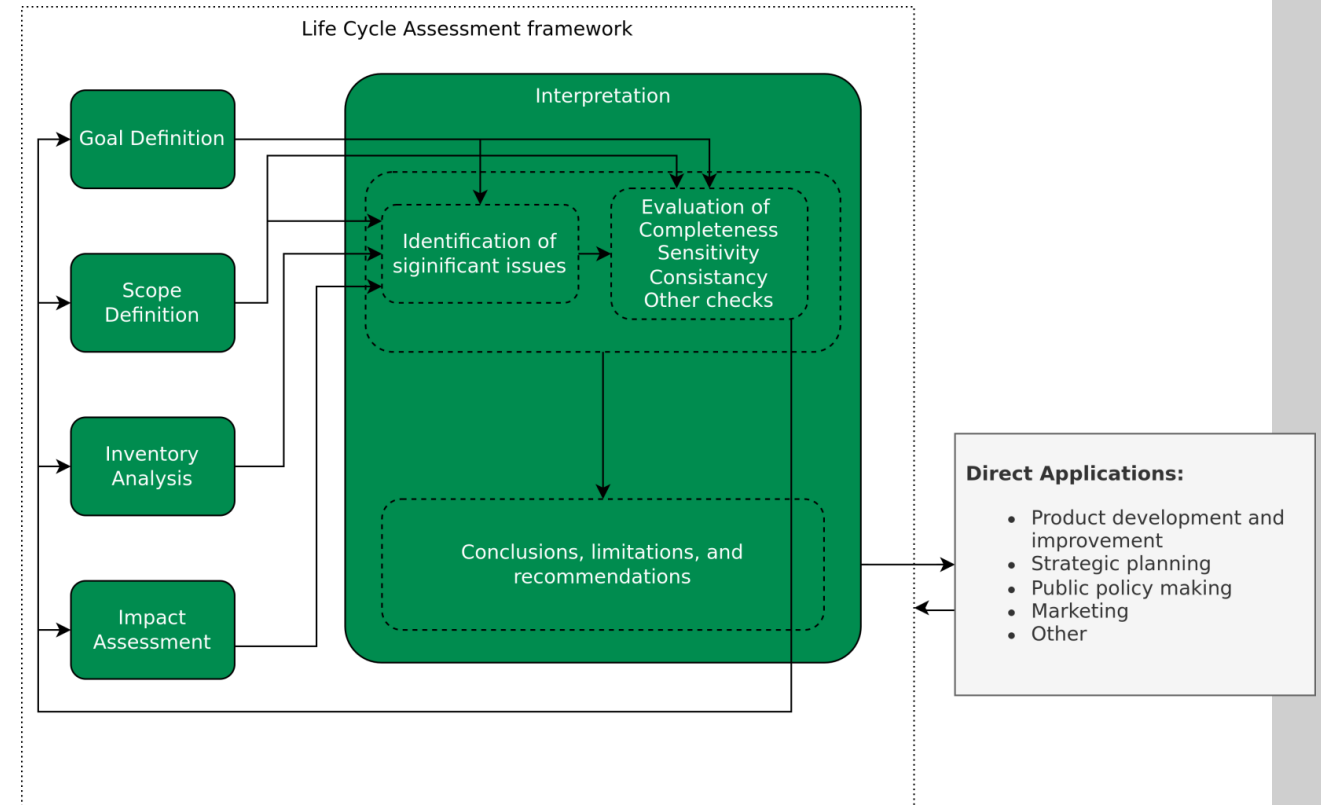 Life Cycle Assessment framework
Goal Definition
Scope
Definition
Inventory
Analysis
Impact
Assessment
Interpretation
Identification of
siginificant issues
Evaluation of
Completeness
Sensitivity
Consistancy
Other checks
Conclusions, limitations, and
recommendations
Direct Applications:
• Product development and
improvement
• Strategic planning
• Public policy making
• Marketing
• Other